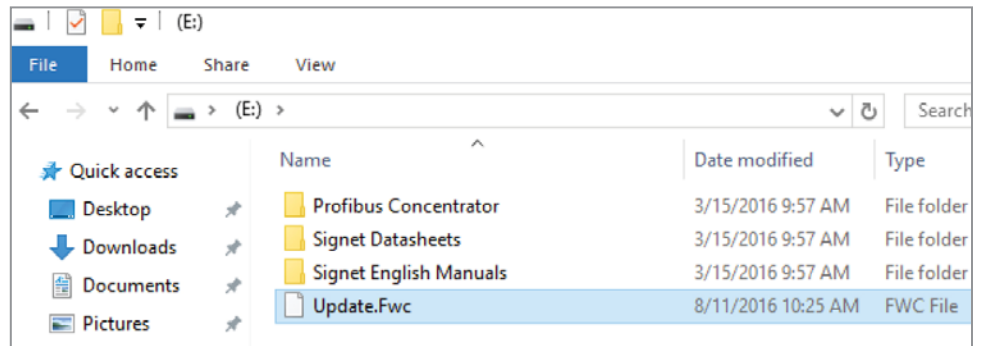 (E:)
File Home Share View
(E:) Search
Name Date modified Type
Quick access
Desktop
Downloads
Documents
Pictures
Profibus Concentrator 3/15/2016 9:57 AM File folder
Signet Datasheets 3/15/2016 9:57 AM File folder
Signet English Manuals 3/15/2016 9:57 AM File folder
Update.Fwc 8/11/2016 10:25 AM FWC File